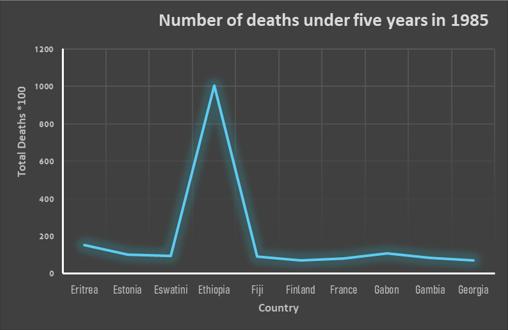 Number of deaths under five years in 1985
Total Deaths *100
1200
1000
800
600
400
200
0
Eritrea Estonia Eswatini Ethiopia Fiji Finland France Gabon Gambia Georgia
Country